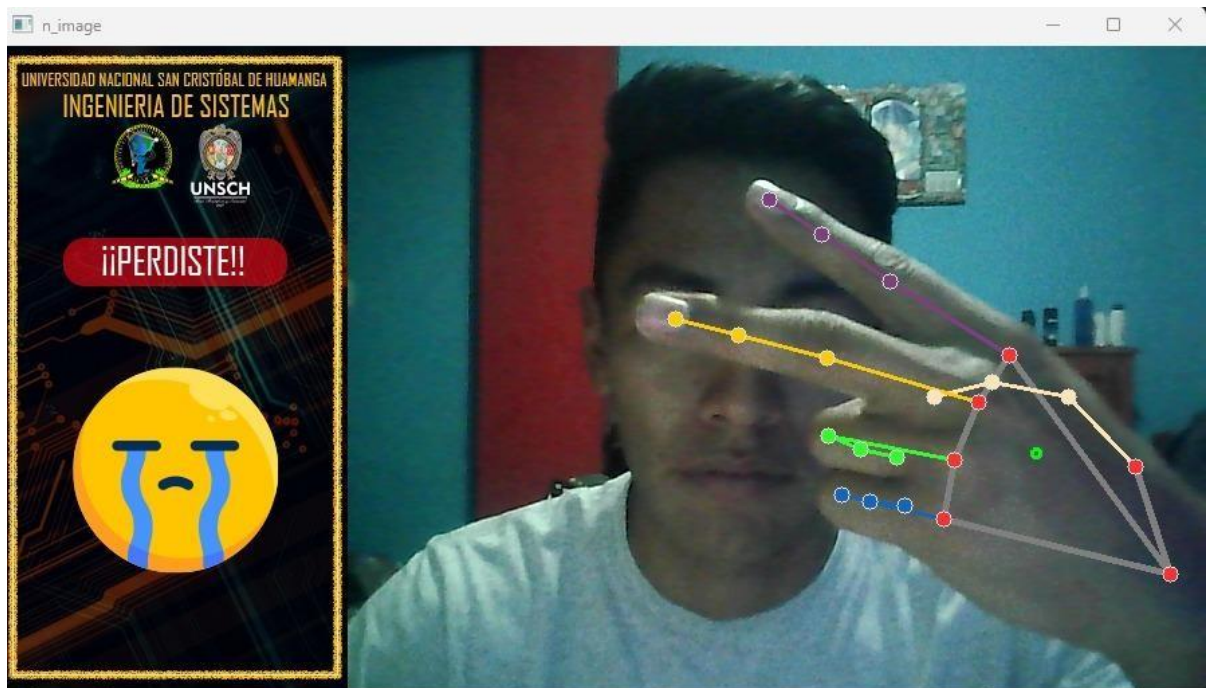 n_image
UNIVERSIDAD NACIONAL SAN CRISTÓBAL DE HUAMANGA
INGENIERIA DE SISTEMAS
UNSCH
¡¡PERDISTE!!